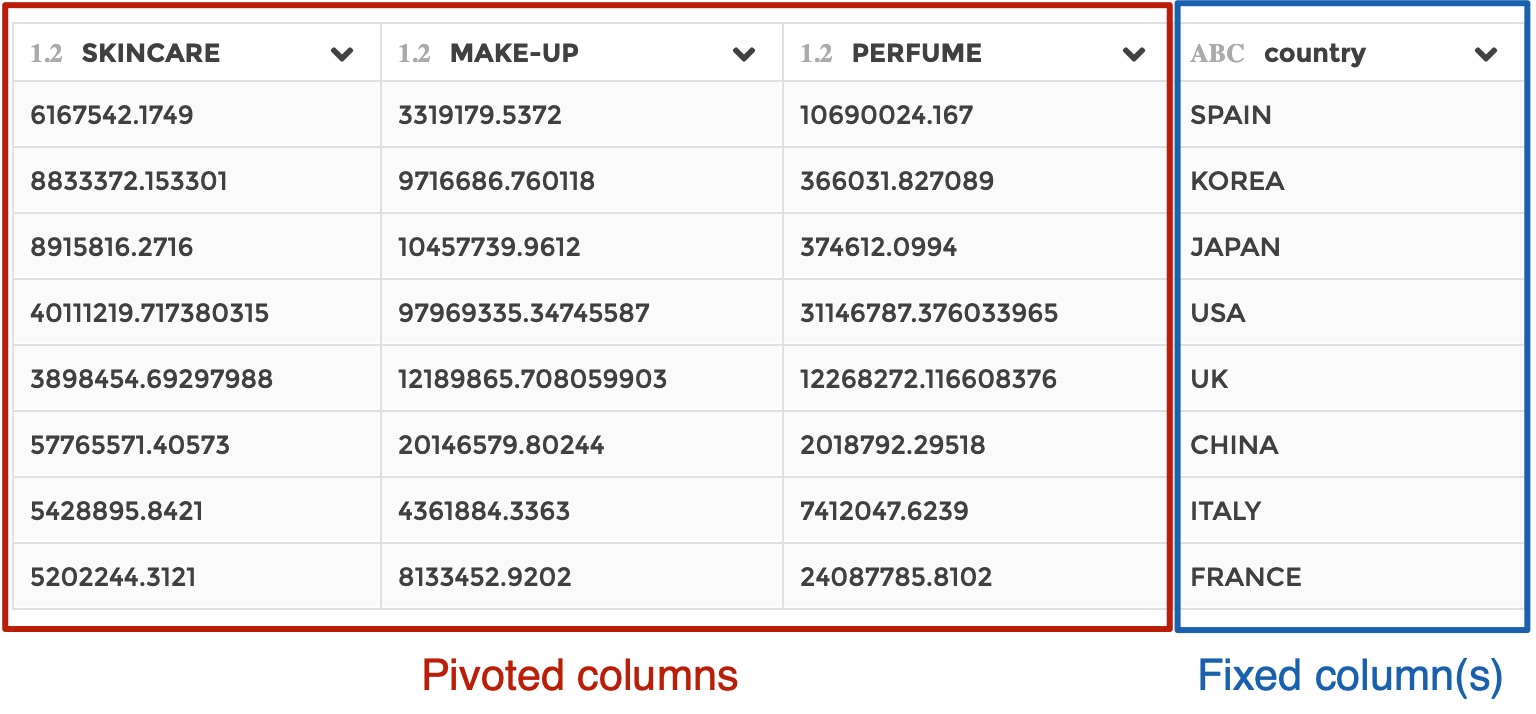 1.2 SKINCARE 1.2 MAKE-UP 1.2 PERFUME ABC country
6167542.1749 3319179.5372 10690024.167 SPAIN
8833372.153301 9716686.760118 366031.827089 KOREA
8915816.2716 10457739.9612 374612.0994 JAPAN
40111219.717380315 97969335.34745587 31146787.376033965 USA
3898454.69297988 12189865.708059903 12268272.116608376 UK
57765571.40573 20146579.80244 2018792.29518 CHINA
5428895.8421 4361884.3363 7412047.6239 ITALY
5202244.3121 8133452.9202 24087785.8102 FRANCE
Pivoted columns Fixed column(s)